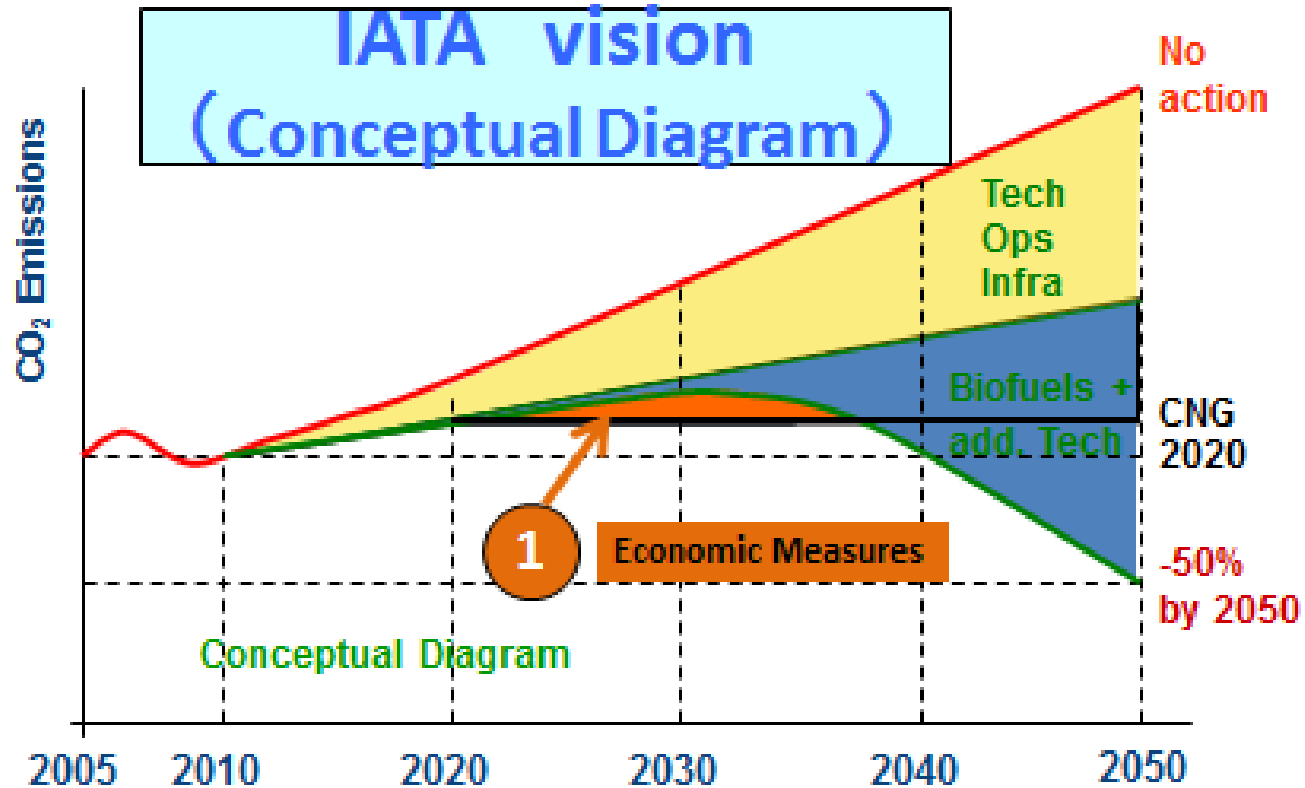 IATA vision
（Conceptual Diagram）
No
action
CO₂ Emissions
Tech
Ops
Infra
Biofuels +
add. Tech
CNG
2020
1
Economic Measures
-50%
by 2050
Conceptual Diagram
2005 2010 2020 2030 2040 2050